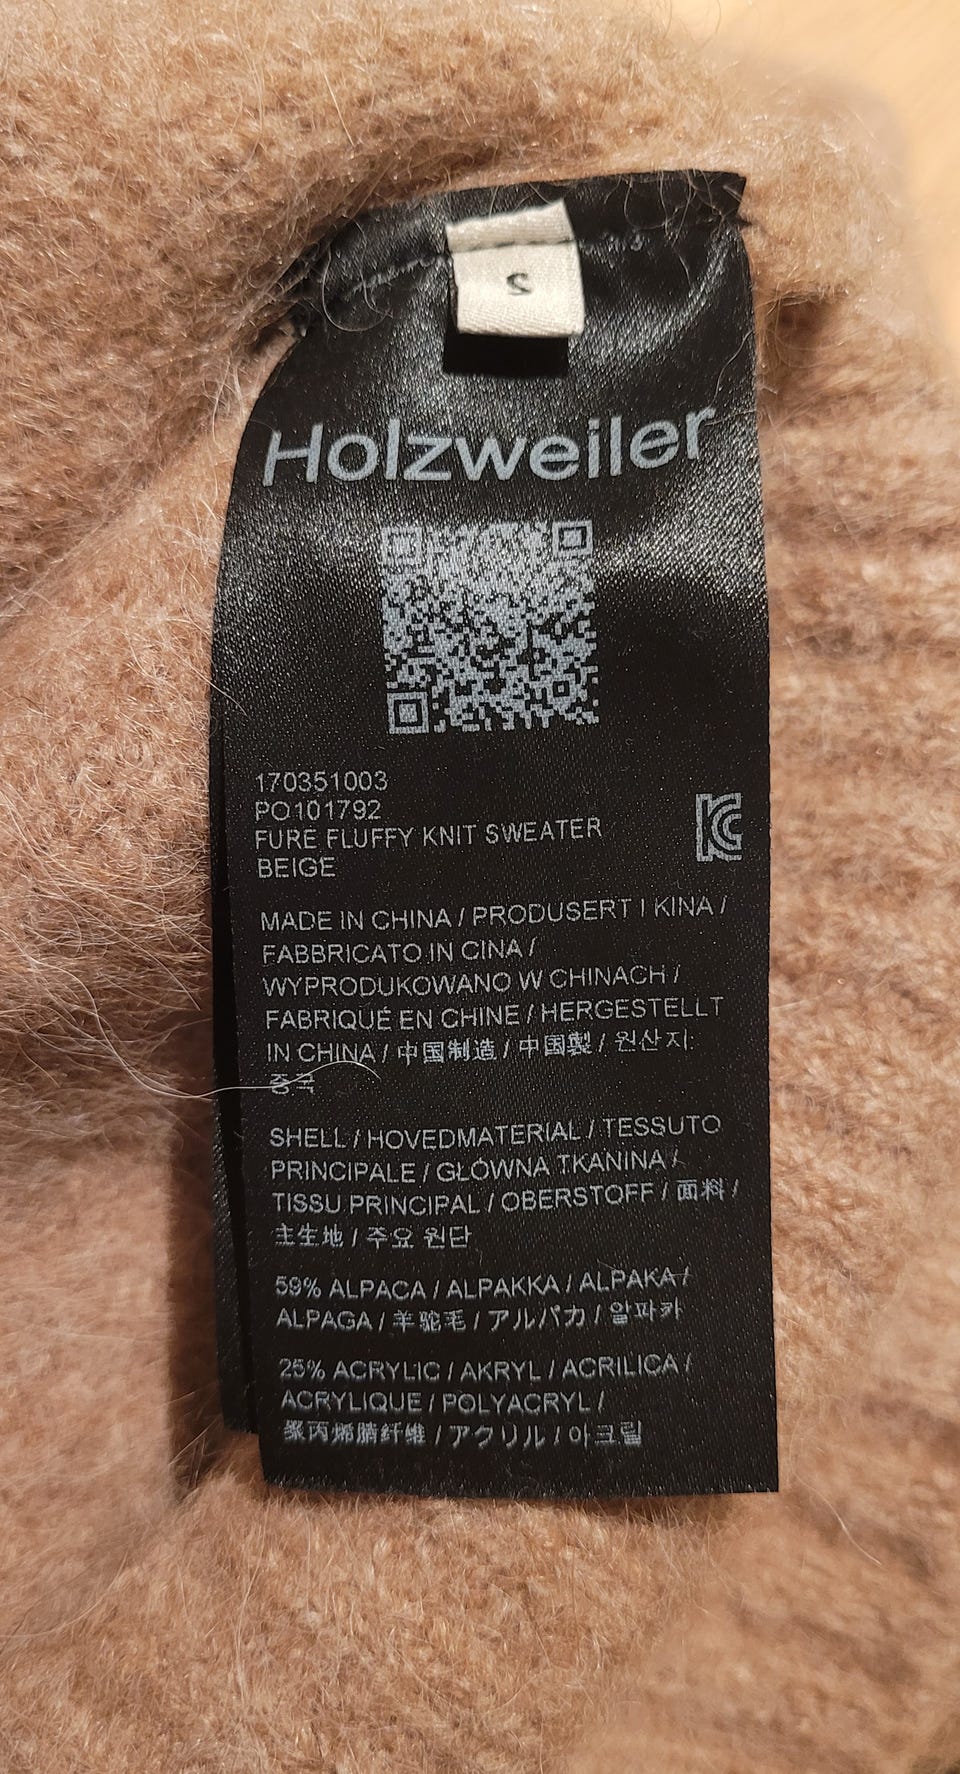 S
Holzweiler
170351003
PO101792
FURE FLUFFY KNIT SWEATER
BEIGE
KC
MADE IN CHINA / PRODUSERT I KINA /
FABBRICATO IN CINA /
WYPRODUKOWANO W CHINACH /
FABRIQUÉ EN CHINE / HERGESTELLT
IN CHINA / 中国制造 / 中国製 / 원산지:
중국
SHELL / HOVEDMATERIAL / TESSUTO
PRINCIPALE / GŁÓWNA TKANINA /
TISSU PRINCIPAL / OBERSTOFF / 面料 /
主生地 / 주요 원단
59% ALPACA / ALPAKKA / ALPAKA /
ALPAGA / 羊驼毛 / アルパカ / 알파카
25% ACRYLIC / AKRYL / ACRILICA /
ACRYLIQUE / POLYACRYL /
聚丙烯腈纤维 / アクリル / 아크릴